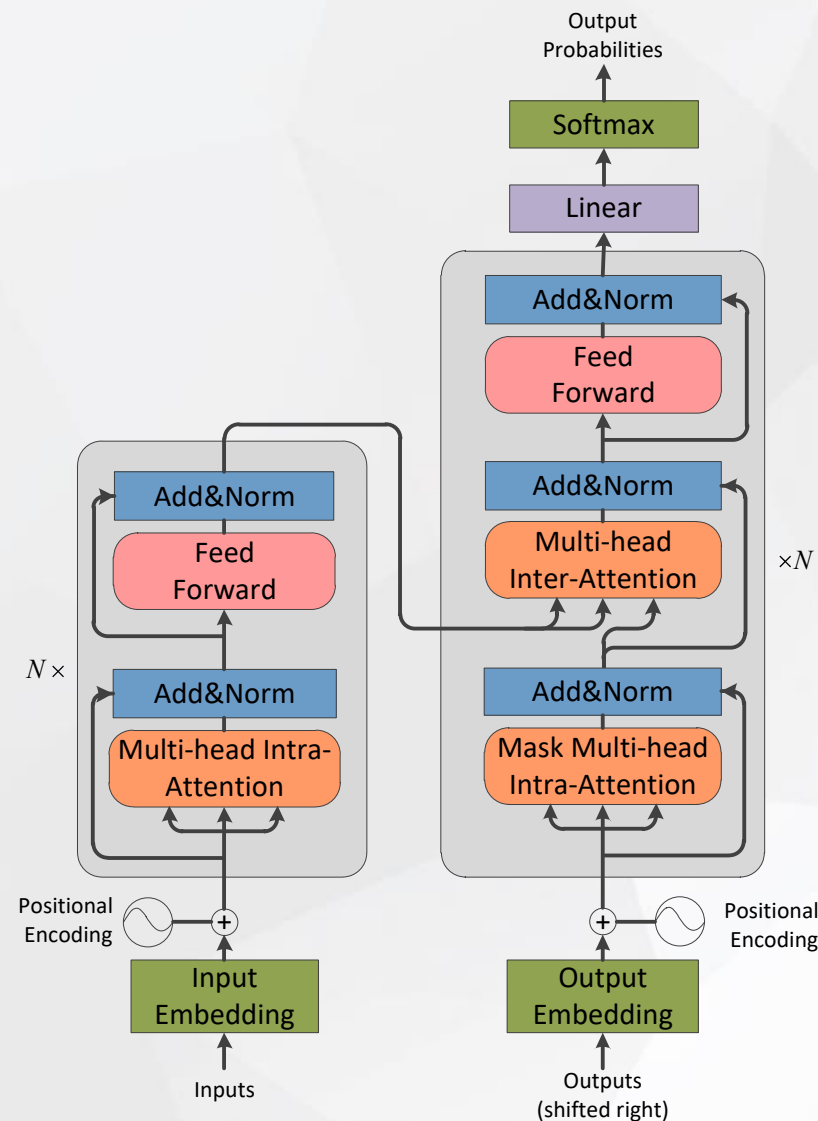 Output
Probabilities
Softmax
Linear
Add&Norm
Feed
Forward
Add&Norm
Multi-head
Inter-Attention
×N
Add&Norm
Mask Multi-head
Intra-Attention
Add&Norm
Feed
Forward
N ×
Add&Norm
Multi-head Intra-
Attention
Positional
Encoding
+
Input
Embedding
Inputs
+
Positional
Encoding
Output
Embedding
Outputs
(shifted right)